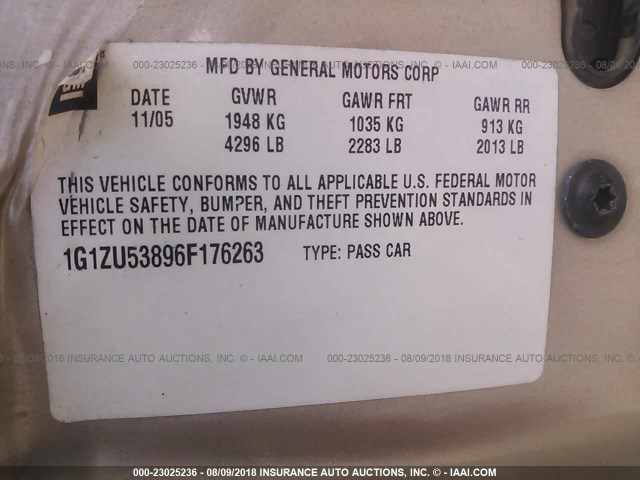 MFD BY GENERAL MOTORS CORP
DATE GVWR GAWR FRT GAWR RR
11/05 1948 KG 1035 KG 913 KG
4296 LB 2283 LB 2013 LB
THIS VEHICLE CONFORMS TO ALL APPLICABLE U.S. FEDERAL MOTOR
VEHICLE SAFETY, BUMPER, AND THEFT PREVENTION STANDARDS IN
EFFECT ON THE DATE OF MANUFACTURE SHOWN ABOVE.
1G1ZU53896F176263 TYPE: PASS CAR
000-23025236 - 08/09/2018 INSURANCE AUTO AUCTIONS, INC. © - IAAI.COM